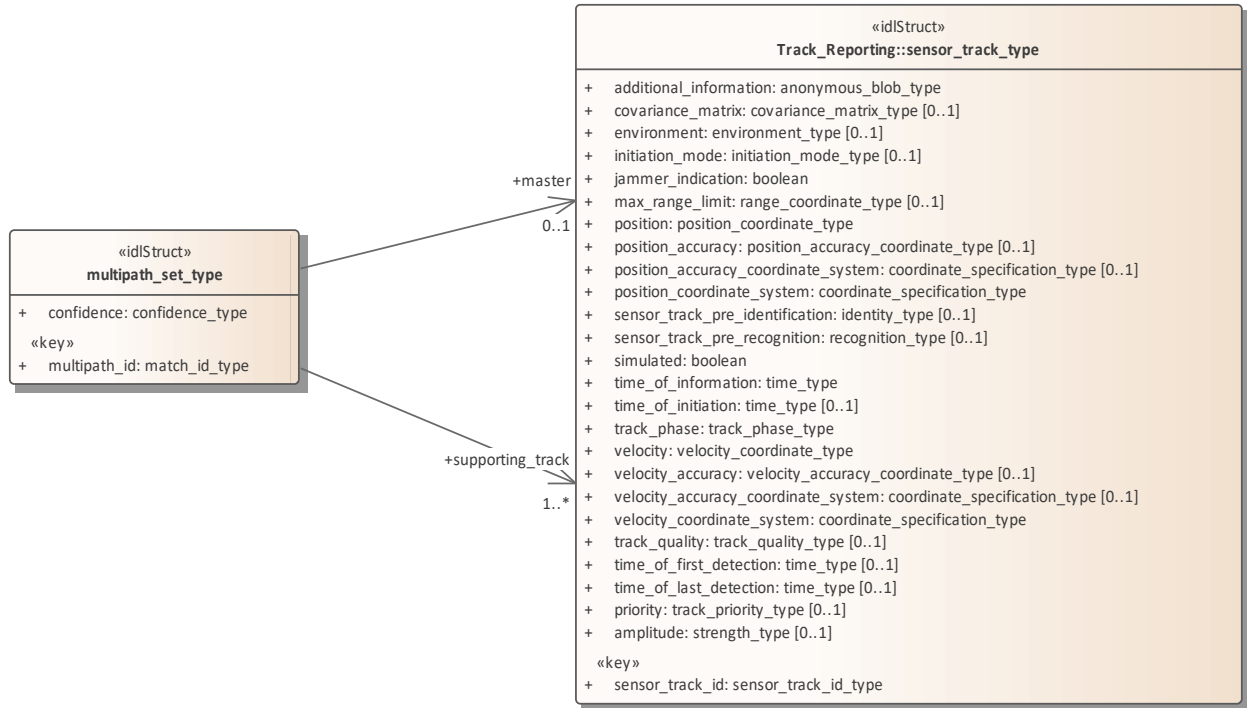 «idlStruct»
multipath_set_type
+ confidence: confidence_type
«key»
+ multipath_id: match_id_type
+master
0..1
+supporting_track
1..*
«idlStruct»
Track_Reporting::sensor_track_type
+ additional_information: anonymous_blob_type
+ covariance_matrix: covariance_matrix_type [0..1]
+ environment: environment_type [0..1]
+ initiation_mode: initiation_mode_type [0..1]
+ jammer_indication: boolean
+ max_range_limit: range_coordinate_type [0..1]
+ position: position_coordinate_type
+ position_accuracy: position_accuracy_coordinate_type [0..1]
+ position_accuracy_coordinate_system: coordinate_specification_type [0..1]
+ position_coordinate_system: coordinate_specification_type
+ sensor_track_pre_identification: identity_type [0..1]
+ sensor_track_pre_recognition: recognition_type [0..1]
+ simulated: boolean
+ time_of_information: time_type
+ time_of_initiation: time_type [0..1]
+ track_phase: track_phase_type
+ velocity: velocity_coordinate_type
+ velocity_accuracy: velocity_accuracy_coordinate_type [0..1]
+ velocity_accuracy_coordinate_system: coordinate_specification_type [0..1]
+ velocity_coordinate_system: coordinate_specification_type
+ track_quality: track_quality_type [0..1]
+ time_of_first_detection: time_type [0..1]
+ time_of_last_detection: time_type [0..1]
+ priority: track_priority_type [0..1]
+ amplitude: strength_type [0..1]
«key»
+ sensor_track_id: sensor_track_id_type